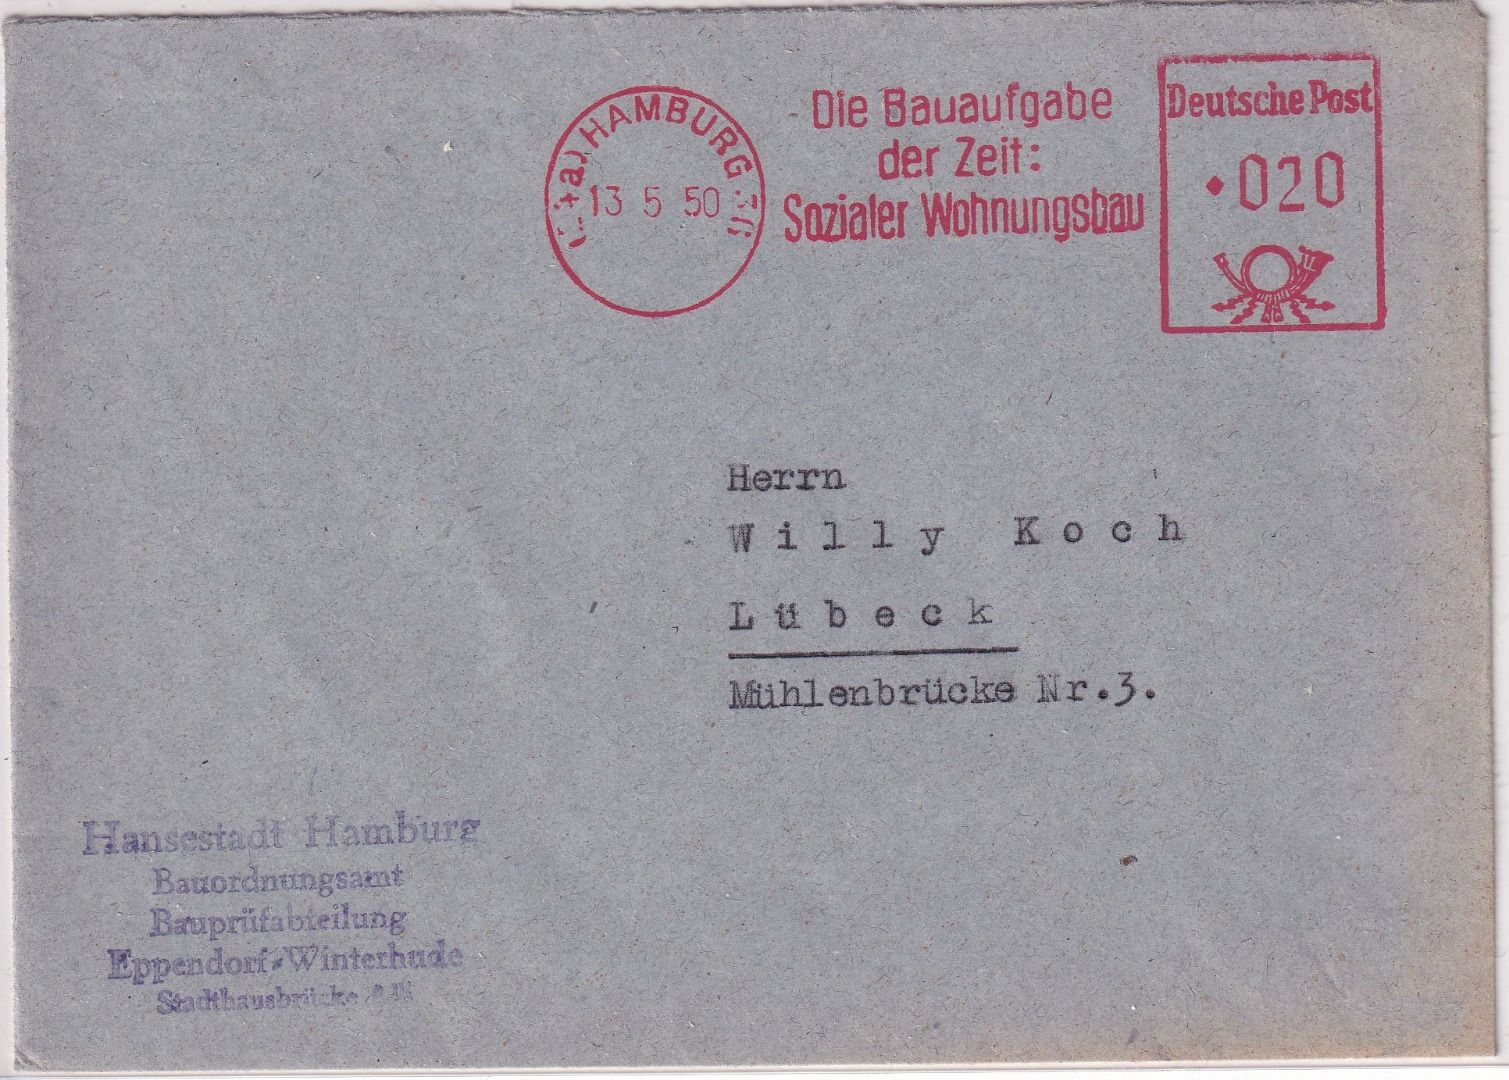 HAMBURG 36
13 5 50
Die Bauaufgabe
der Zeit:
Sozialer Wohnungsbau
Deutsche Post
020
Herrn
Willy Koch
Lübeck
Mühlenbrücke Nr.3.
Hansestadt Hamburg
Bauordnungsamt
Bauprüfabteilung
Eppendorf-Winterhude
Stadthausbrücke